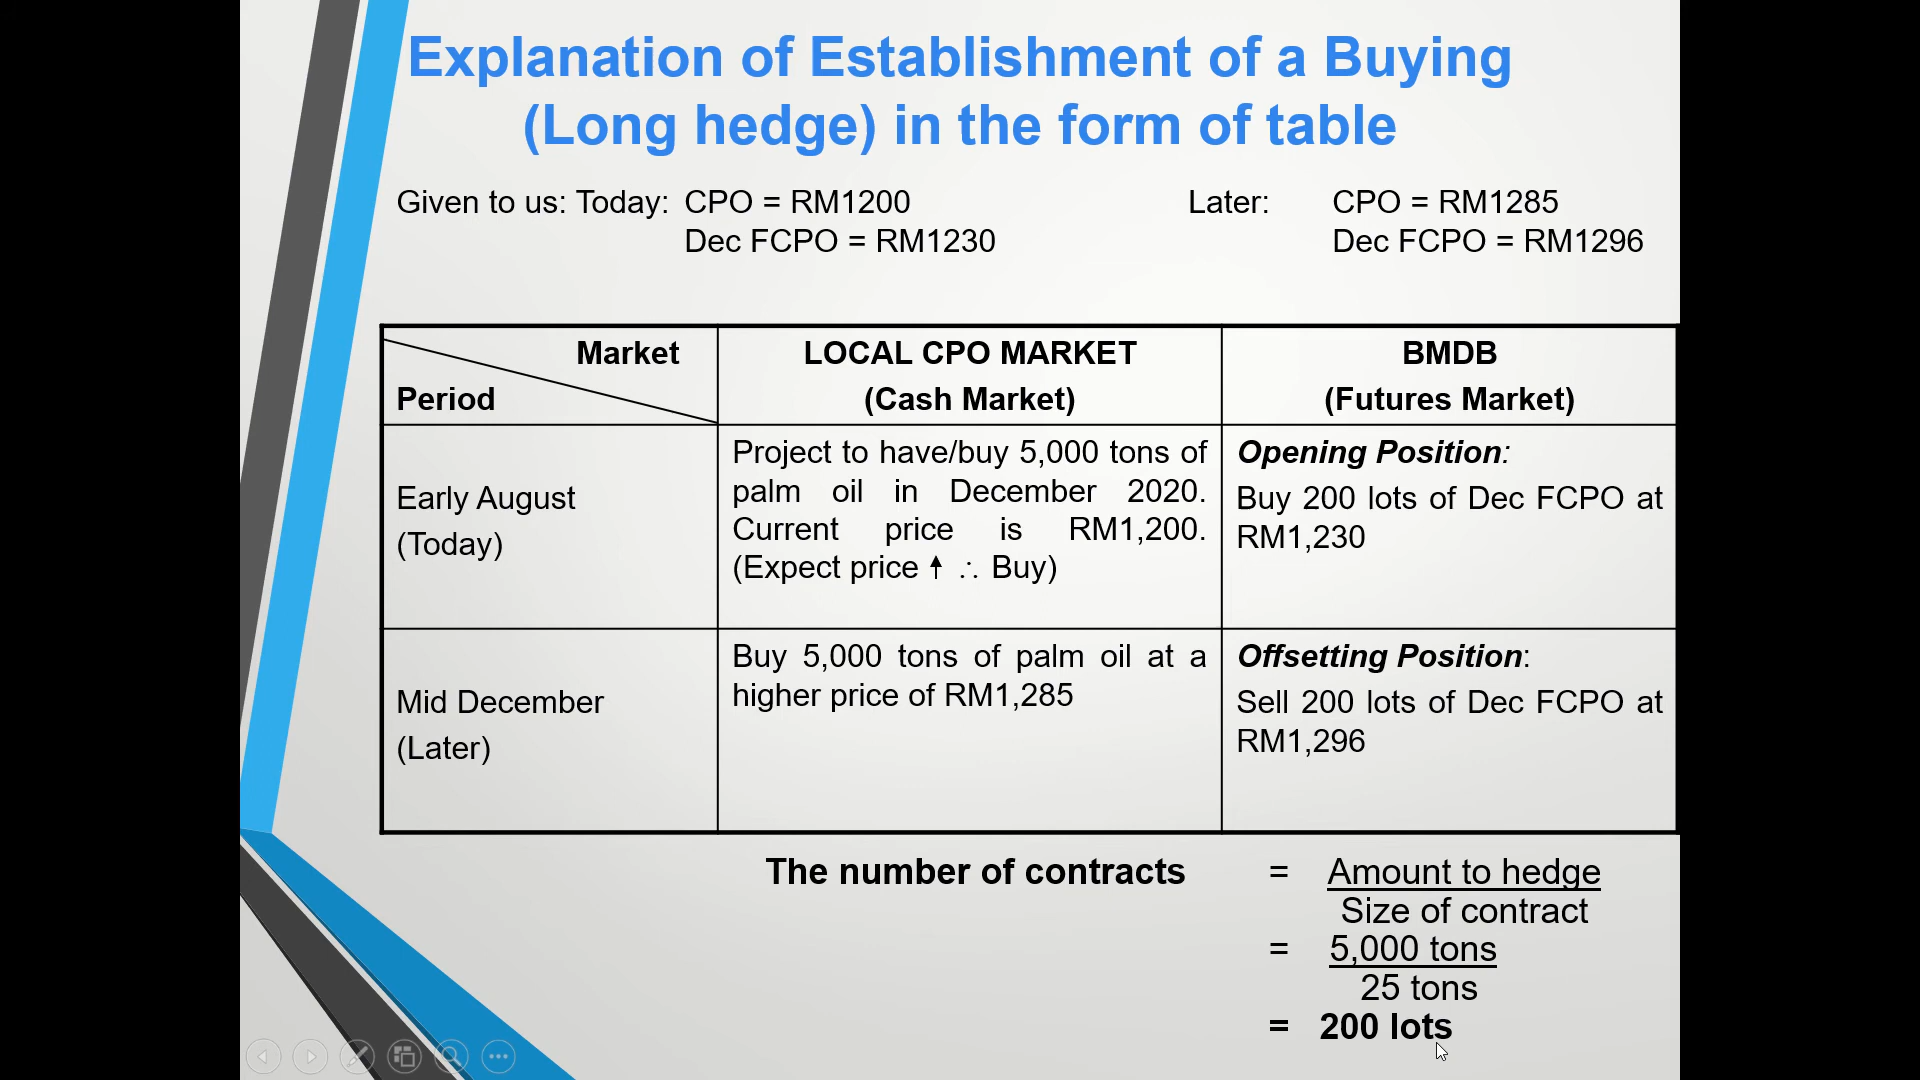 Explanation of Establishment of a Buying
(Long hedge) in the form of table
Given to us: Today: CPO = RM1200 Later: CPO = RM1285
Dec FCPO = RM1230 Dec FCPO = RM1296
Market
Period
LOCAL CPO MARKET
(Cash Market)
BMDB
(Futures Market)
Early August
(Today)
Project to have/buy 5,000 tons of
palm oil in December 2020.
Current price is RM1,200.
(Expect price ↑ ∴ Buy)
Opening Position:
Buy 200 lots of Dec FCPO at
RM1,230
Mid December
(Later)
Buy 5,000 tons of palm oil at a
higher price of RM1,285
Offsetting Position:
Sell 200 lots of Dec FCPO at
RM1,296
The number of contracts = Amount to hedge
Size of contract
= 5,000 tons
25 tons
= 200 lots